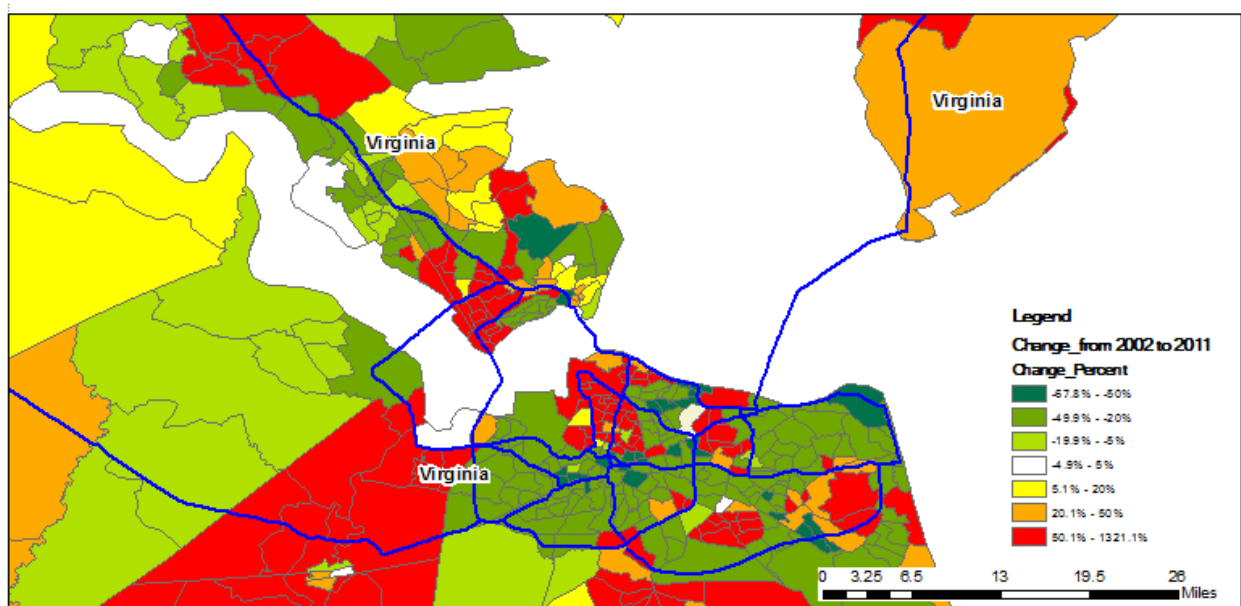 Virginia
Virginia
Virginia
Legend
Change_from 2002 to 2011
Change_Percent
-67.8% - -50%
-49.9% - -20%
-19.9% - -5%
-4.9% - 5%
5.1% - 20%
20.1% - 50%
50.1% - 1321.1%
0 3.25 6.5 13 19.5 26
Miles